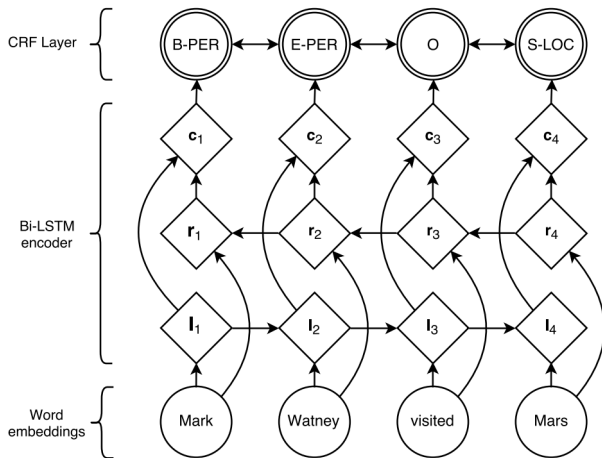 CRF Layer
B-PER E-PER O S-LOC
c1 c2 c3 c4
Bi-LSTM
encoder
r1 r2 r3 r4
l1 l2 l3 l4
Word
embeddings
Mark Watney visited Mars